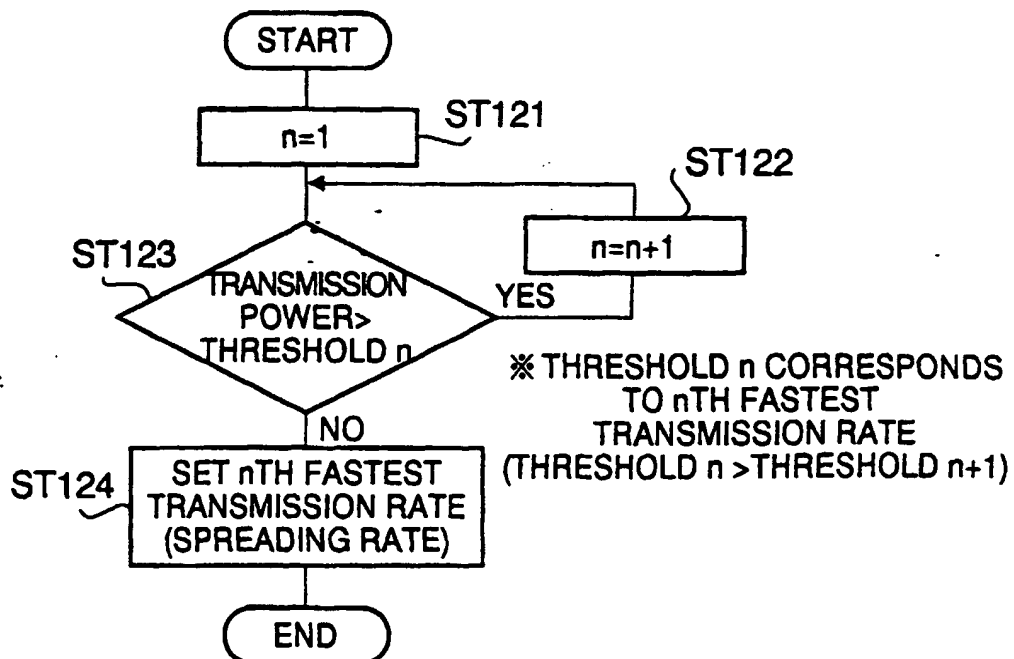 START
ST121
n=1
ST122
n=n+1
ST123
TRANSMISSION
POWER>
THRESHOLD n
YES
NO
※ THRESHOLD n CORRESPONDS
TO nTH FASTEST
TRANSMISSION RATE
(THRESHOLD n >THRESHOLD n+1)
ST124
SET nTH FASTEST
TRANSMISSION RATE
(SPREADING RATE)
END